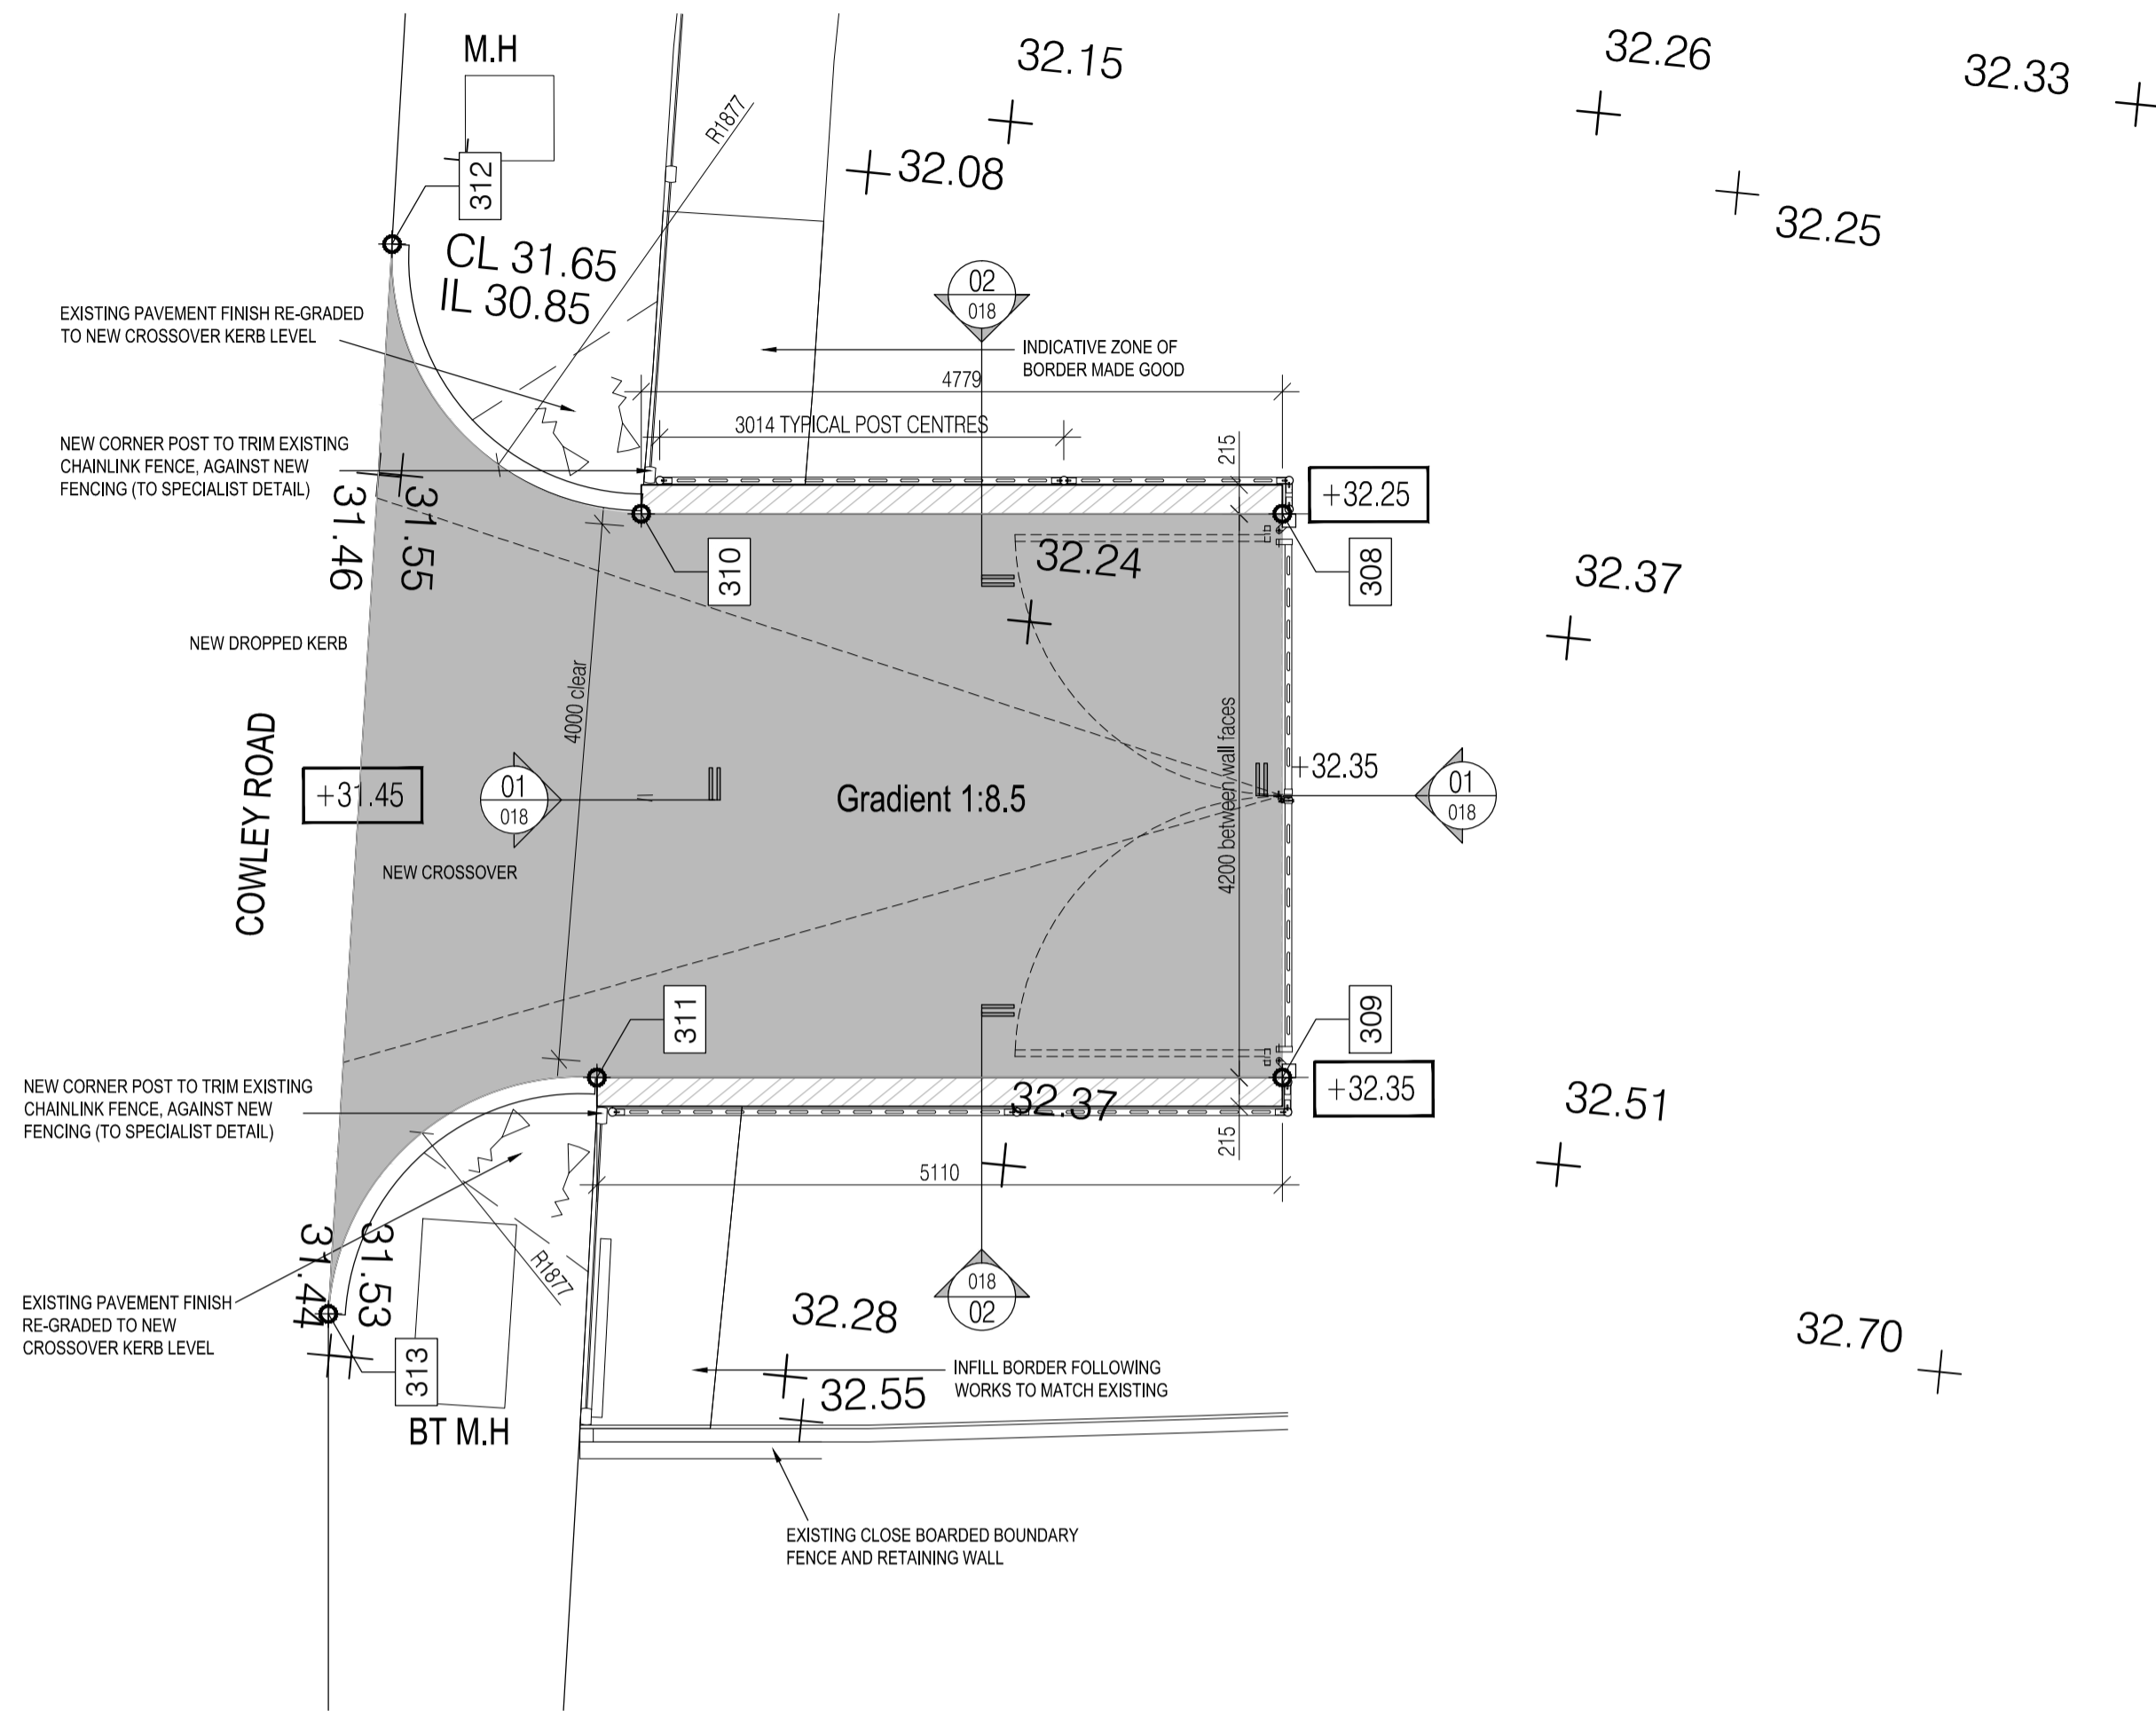 M.H
32.15
32.26
32.33
R1877
32.08
312
32.25
CL 31.65
IL 30.85
02
018
EXISTING PAVEMENT FINISH RE-GRADED
TO NEW CROSSOVER KERB LEVEL
INDICATIVE ZONE OF
BORDER MADE GOOD
4779
3014 TYPICAL POST CENTRES
NEW CORNER POST TO TRIM EXISTING
CHAINLINK FENCE, AGAINST NEW
FENCING (TO SPECIALIST DETAIL)
215
+32.25
31.46
31.55
310
32.24
308
32.37
NEW DROPPED KERB
4000 clear
COWLEY ROAD
+31.45
01
018
Gradient 1:8.5
4200 between wall faces
+32.35
01
018
NEW CROSSOVER
311
309
NEW CORNER POST TO TRIM EXISTING
CHAINLINK FENCE, AGAINST NEW
FENCING (TO SPECIALIST DETAIL)
32.37
+32.35
32.51
215
5110
31.44
31.53
R1877
EXISTING PAVEMENT FINISH
RE-GRADED TO NEW
CROSSOVER KERB LEVEL
313
018
02
32.28
32.70
INFILL BORDER FOLLOWING
WORKS TO MATCH EXISTING
32.55
BT M.H
EXISTING CLOSE BOARDED BOUNDARY
FENCE AND RETAINING WALL